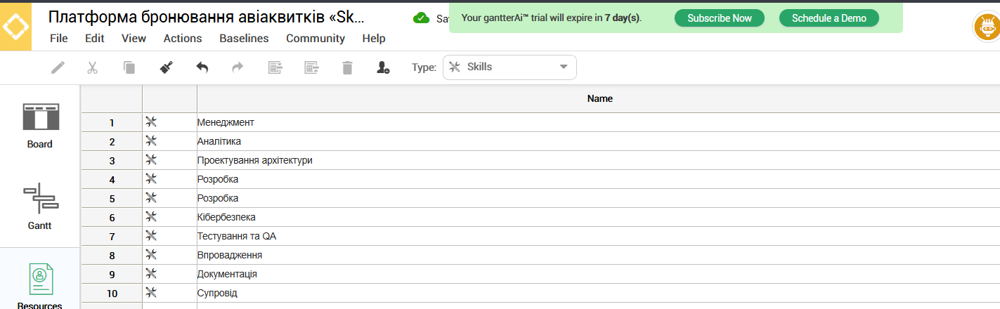 Платформа бронювання авіаквитків «Sk...
Your gantterAi™ trial will expire in 7 day(s).
Subscribe Now
Schedule a Demo
File Edit View Actions Baselines Community Help
Type: Skills
Name
1 Менеджмент
2 Аналітика
3 Проектування архітектури
4 Розробка
5 Розробка
6 Кібербезпека
7 Тестування та QA
8 Впровадження
9 Документація
10 Супровід
Board
Gantt
Resources